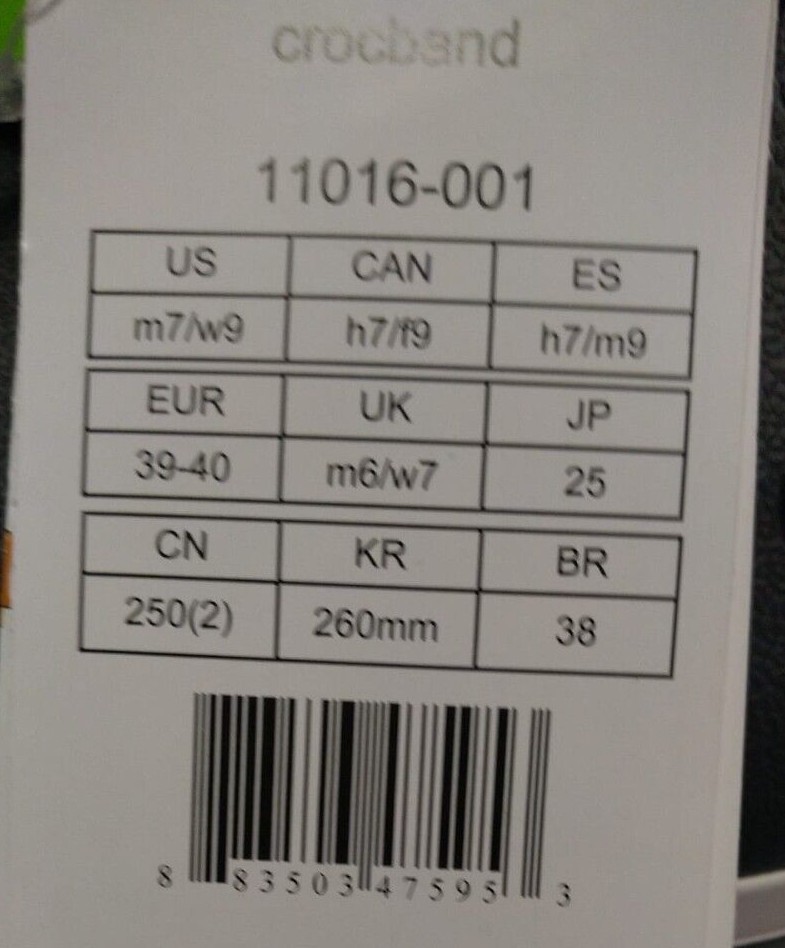 crocband
11016-001
US CAN ES
m7/w9 h7/f9 h7/m9
EUR UK JP
39-40 m6/w7 25
CN KR BR
250(2) 260mm 38
8 83503 47595 3